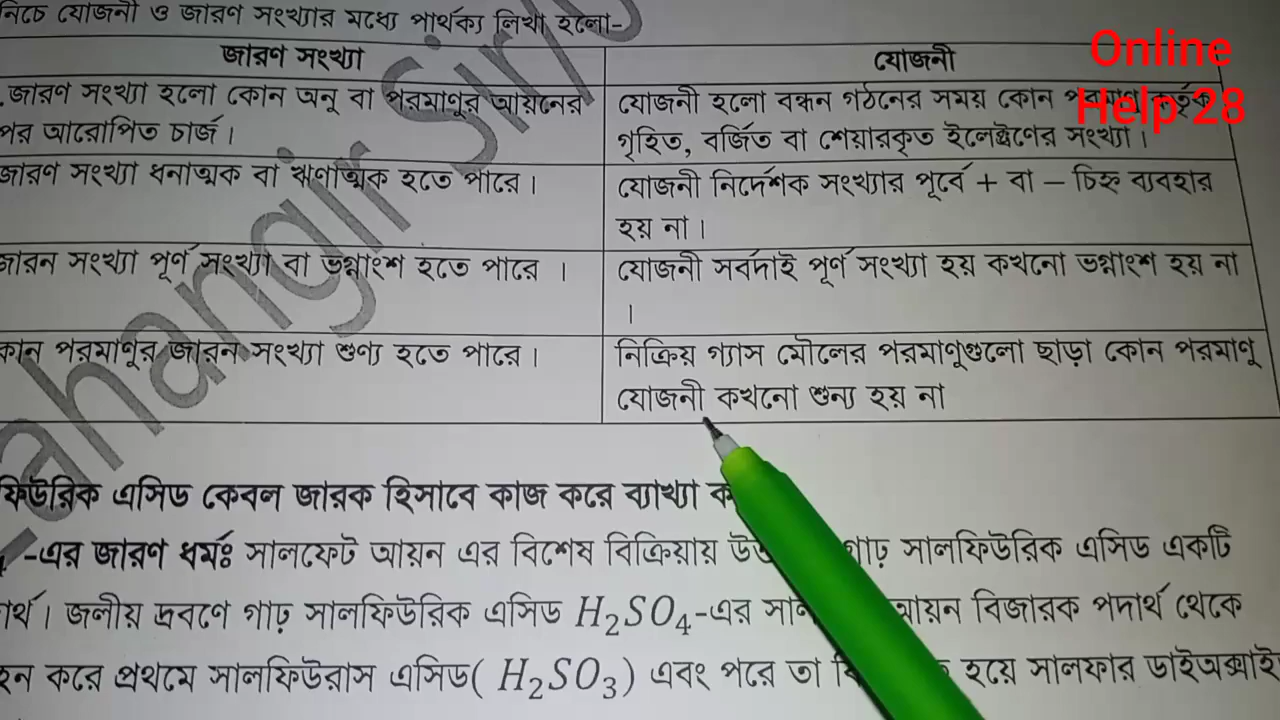 নিচে যোজনী ও জারণ সংখ্যার মধ্যে পার্থক্য লিখা হলো-
Online
Help 28
জারণ সংখ্যা
যোজনী
.জারণ সংখ্যা হলো কোন অনু বা পরমাণুর আয়নের
পর আরোপিত চার্জ।
যোজনী হলো বন্ধন গঠনের সময় কোন কর্তৃক
গৃহিত, বর্জিত বা শেয়ারকৃত ইলেক্ট্রণের সংখ্যা।
জারণ সংখ্যা ধনাত্মক বা ঋণাত্মক হতে পারে।
যোজনী নির্দেশক সংখ্যার পূর্বে + বা – চিহ্ন ব্যবহার
হয় না।
জারন সংখ্যা পূর্ণ সংখ্যা বা ভগ্নাংশ হতে পারে ।
যোজনী সর্বদাই পূর্ণ সংখ্যা হয় কখনো ভগ্নাংশ হয় না
।
কোন পরমাণুর জারন সংখ্যা শুণ্য হতে পারে।
নিক্রিয় গ্যাস মৌলের পরমাণুগুলো ছাড়া কোন পরমাণু
যোজনী কখনো শুন্য হয় না
ফিউরিক এসিড কেবল জারক হিসাবে কাজ করে ব্যাখ্যা ক
-এর জারণ ধর্মঃ সালফেট আয়ন এর বিশেষ বিক্রিয়ায় গাঢ় সালফিউরিক এসিড একটি
র্থ। জলীয় দ্রবণে গাঢ় সালফিউরিক এসিড H₂SO₄-এর আয়ন বিজারক পদার্থ থেকে
হন করে প্রথমে সালফিউরাস এসিড( H₂SO₃) এবং পরে তা হয়ে সালফার ডাইঅক্সাই